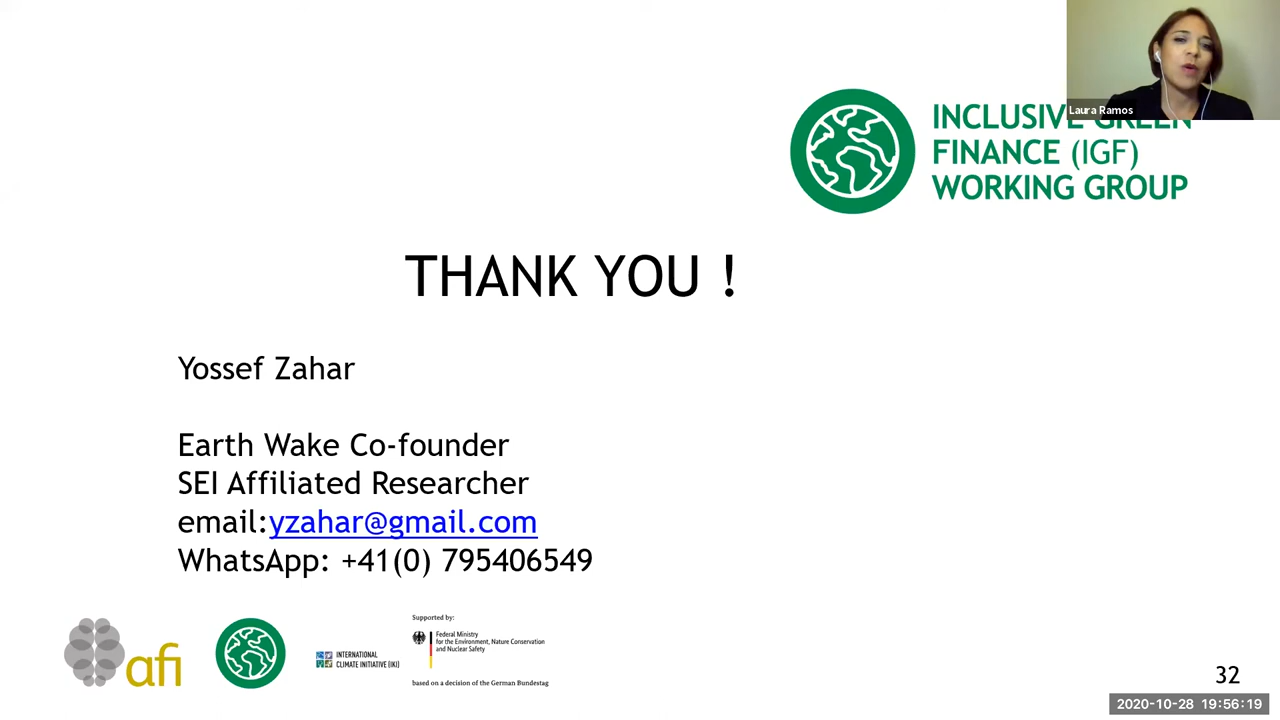 Laura Ramos
INCLUSIVE GREEN
FINANCE (IGF)
WORKING GROUP
THANK YOU !
Yossef Zahar
Earth Wake Co-founder
SEI Affiliated Researcher
email:yzahar@gmail.com
WhatsApp: +41(0) 795406549
afi
INTERNATIONAL
CLIMATE INITIATIVE (IKI)
Supported by:
Federal Ministry
for the Environment, Nature Conservation
and Nuclear Safety
based on a decision of the German Bundestag
32
2020-10-28 19:56:19